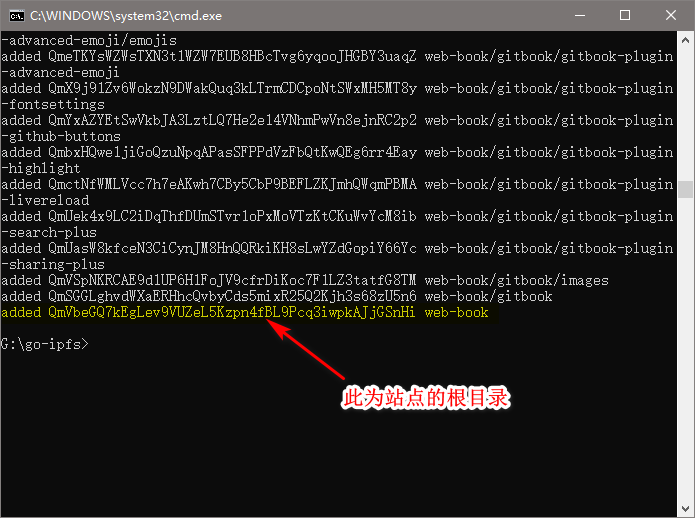 C:\WINDOWS\system32\cmd.exe
-advanced-emoji/emojis
added QmeTKYsWZWsTXN3t1WZW7EUB8HBcTvg6yqooJHGBY3uaqZ web-book/gitbook/gitbook-plugin
-advanced-emoji
added QmX9j91Zv6WokzN9DWakQuq3kLTrmCDCpoNtSWxMH5MT8y web-book/gitbook/gitbook-plugin
-fontsettings
added QmYxAZYEtSwVkbJA3LztLQ7He2e14VNhmPwVn8ejnRC2p2 web-book/gitbook/gitbook-plugin
-github-buttons
added QmbxHQwe1jiGoQzuNpqAPasSFPPdVzFbQtKwQEg6rr4Eay web-book/gitbook/gitbook-plugin
-highlight
added QmctNfWMLVcc7h7eAKwh7CBy5CbP9BEFLZKJmhQWqmPBMA web-book/gitbook/gitbook-plugin
-livereload
added QmUek4x9LC2iDqThfDUmSTvr1oPxMoVTzKtCKuWvYcM8ib web-book/gitbook/gitbook-plugin
-search-plus
added QmUasW8kfceN3CiCynJM8HnQQRkiKH8sLwYZdGopiY66Yc web-book/gitbook/gitbook-plugin
-sharing-plus
added QmVSpNKRCAE9d1UP6H1FoJV9cfrDiKoc7F1LZ3tatfG8TM web-book/gitbook/images
added QmSGGLghvdWXaERHhcQvbyCds5mixR25Q2Kjh3s68zU5n6 web-book/gitbook
added QmVbeGQ7kEgLev9VUZeL5Kzpn4fBL9Pcq3iwpkAJjGSnHi web-book
G:\go-ipfs>
此为站点的根目录